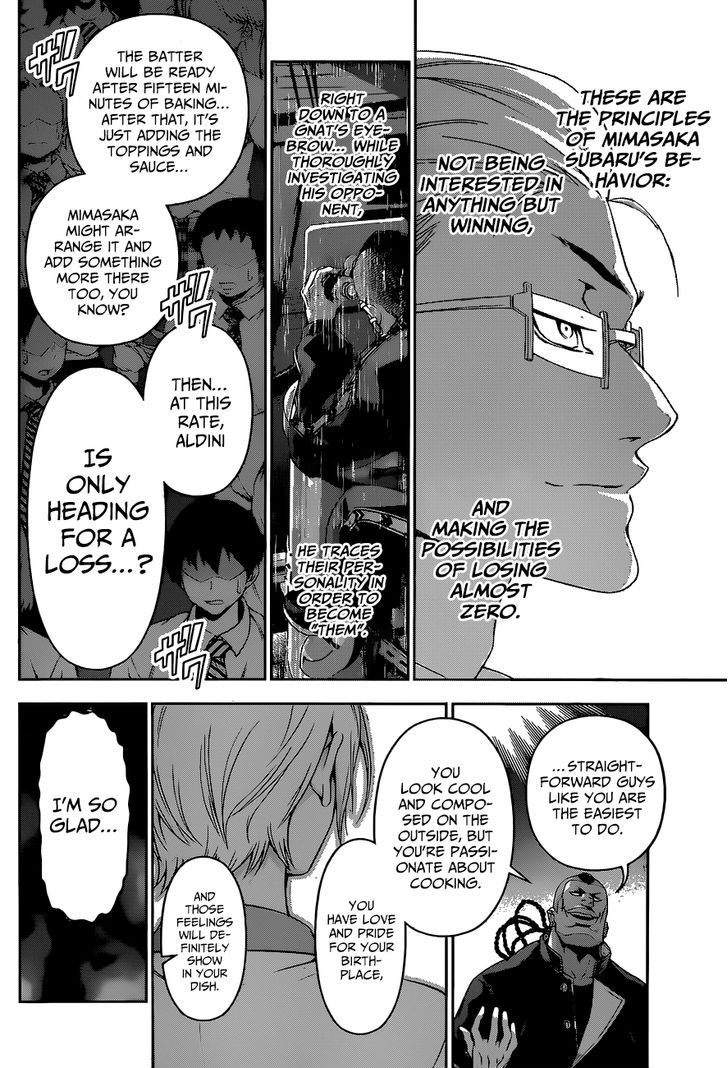 THESE ARE
THE PRINCIPLES
OF MIMASAKA
SUBARU'S BE-
HAVIOR:
NOT BEING
INTERESTED IN
ANYTHING BUT
WINNING,
AND
MAKING THE
POSSIBILITIES
OF LOSING
ALMOST
ZERO.
RIGHT
DOWN TO A
GNAT'S EYE-
BROW... WHILE
THOROUGHLY
INVESTIGATING
HIS OPPO-
NENT,
HE TRACES
THEIR PER-
SONALITY IN
ORDER TO
BECOME
"THEM".
THE BATTER
WILL BE READY
AFTER FIFTEEN MI-
NUTES OF BAKING...
AFTER THAT, IT'S
JUST ADDING THE
TOPPINGS AND
SAUCE...
MIMASAKA
MIGHT AR-
RANGE IT AND
ADD SOMETHING
MORE THERE
TOO, YOU
KNOW?
THEN...
AT THIS
RATE,
ALDINI
IS
ONLY
HEADING
FOR A
LOSS...?
ザワ
ザワ
ザワ
...STRAIGHT-
FORWARD GUYS
LIKE YOU ARE
THE EASIEST
TO DO.
YOU
LOOK COOL
AND COMPO-
SED ON THE
OUTSIDE, BUT
YOU'RE PASSI-
ONATE ABOUT
COOKING.
YOU
HAVE LOVE
AND PRIDE
FOR YOUR
BIRTH-
PLACE,
AND
THOSE
FEELINGS
WILL DE-
FINITELY
SHOW
IN YOUR
DISH.
I'M SO
GLAD...